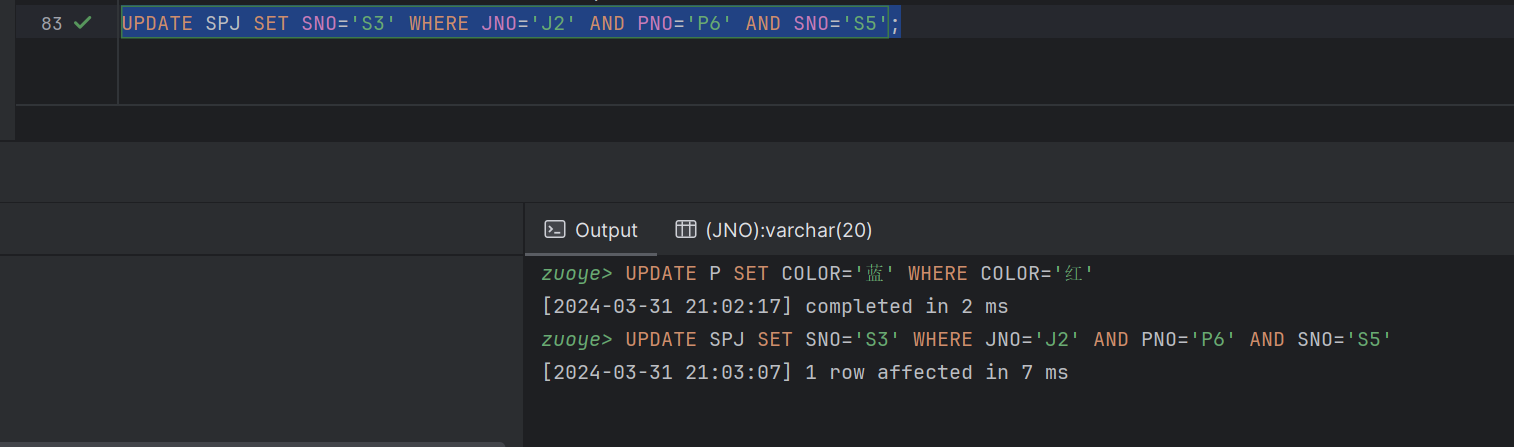 83 UPDATE SPJ SET SNO='S3' WHERE JNO='J2' AND PNO='P6' AND SNO='S5';
Output (JNO):varchar(20)
zuoye> UPDATE P SET COLOR='蓝' WHERE COLOR='红'
[2024-03-31 21:02:17] completed in 2 ms
zuoye> UPDATE SPJ SET SNO='S3' WHERE JNO='J2' AND PNO='P6' AND SNO='S5'
[2024-03-31 21:03:07] 1 row affected in 7 ms